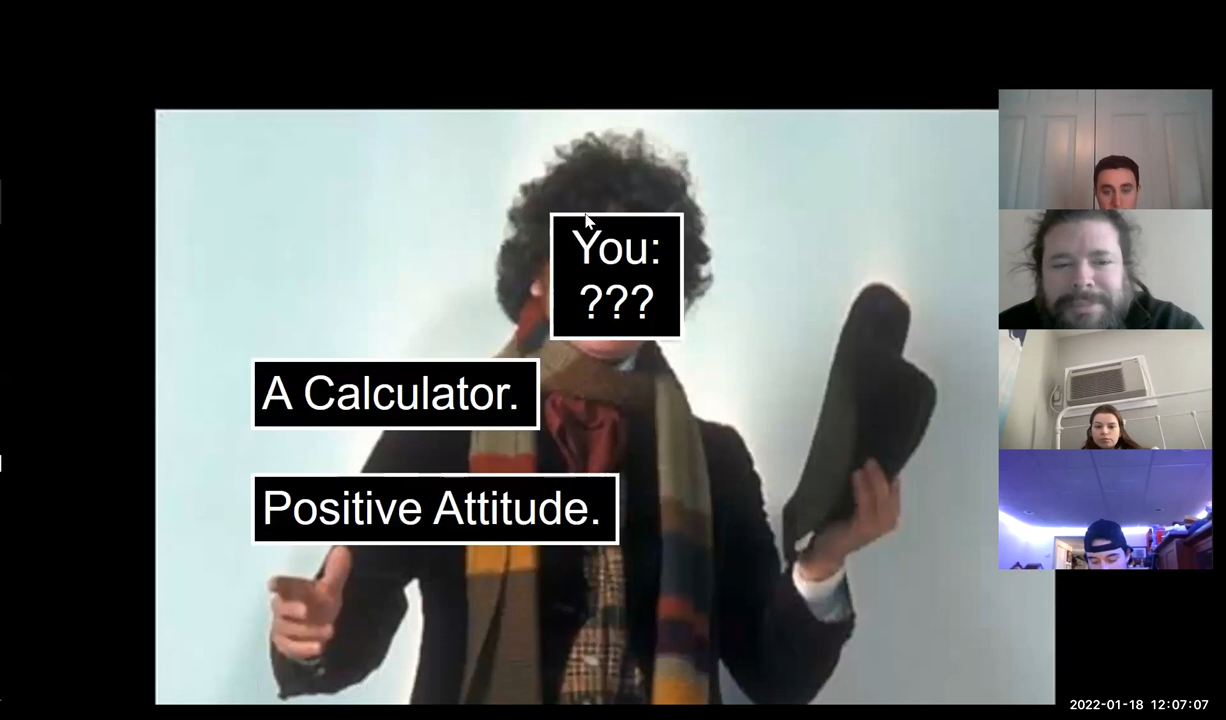 You:
???
A Calculator.
Positive Attitude.
2022-01-18 12:07:07